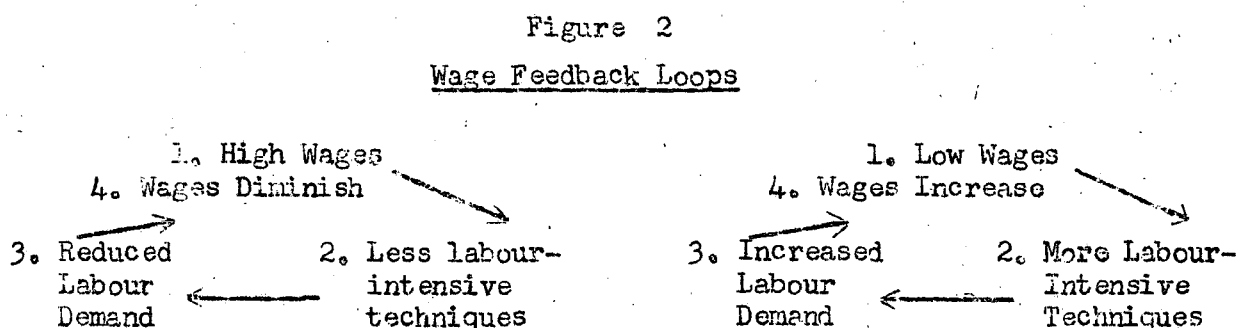 Figure 2
Wage Feedback Loops
1. High Wages
4. Wages Diminish
3. Reduced
Labour
Demand
2. Less labour-
intensive
techniques
1. Low Wages
4. Wages Increase
3. Increased
Labour
Demand
2. More Labour-
Intensive
Techniques